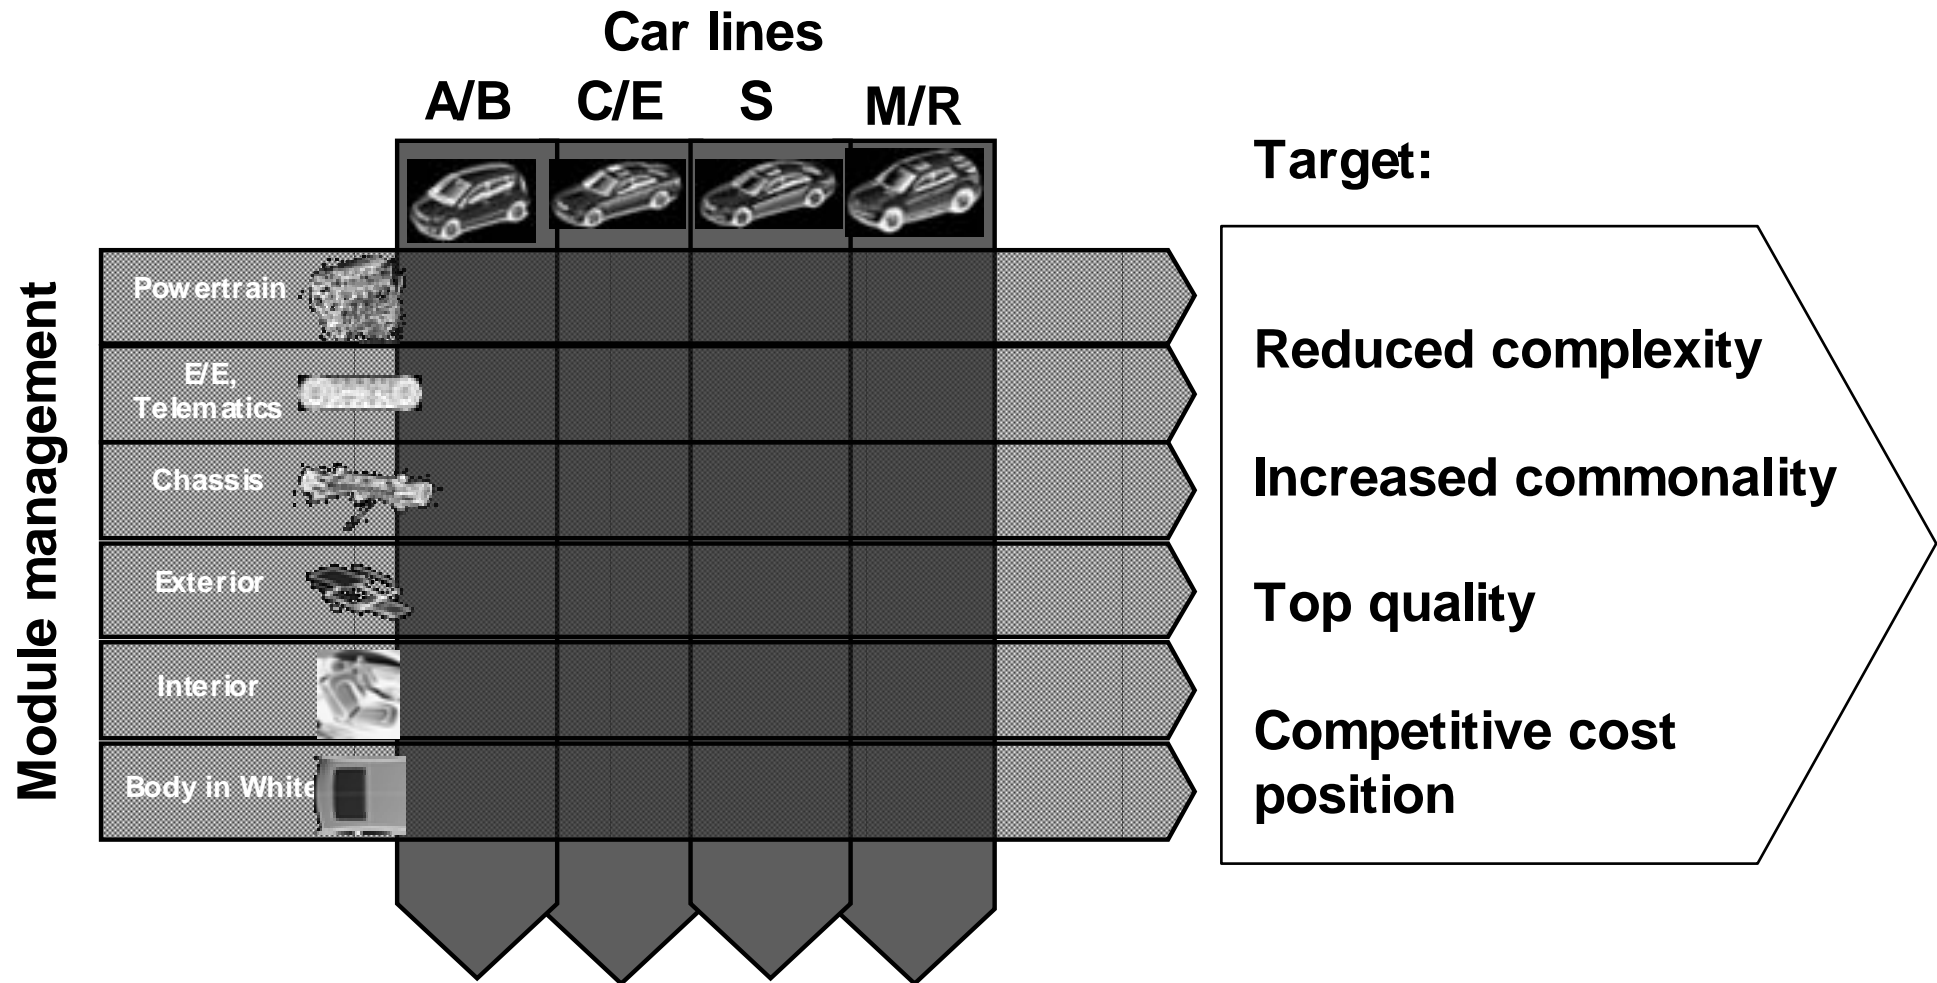 Car lines
A/B C/E S M/R
Target:
Module management
Powertrain
E/E,
Telematics
Chassis
Exterior
Interior
Body in White
Reduced complexity
Increased commonality
Top quality
Competitive cost
position